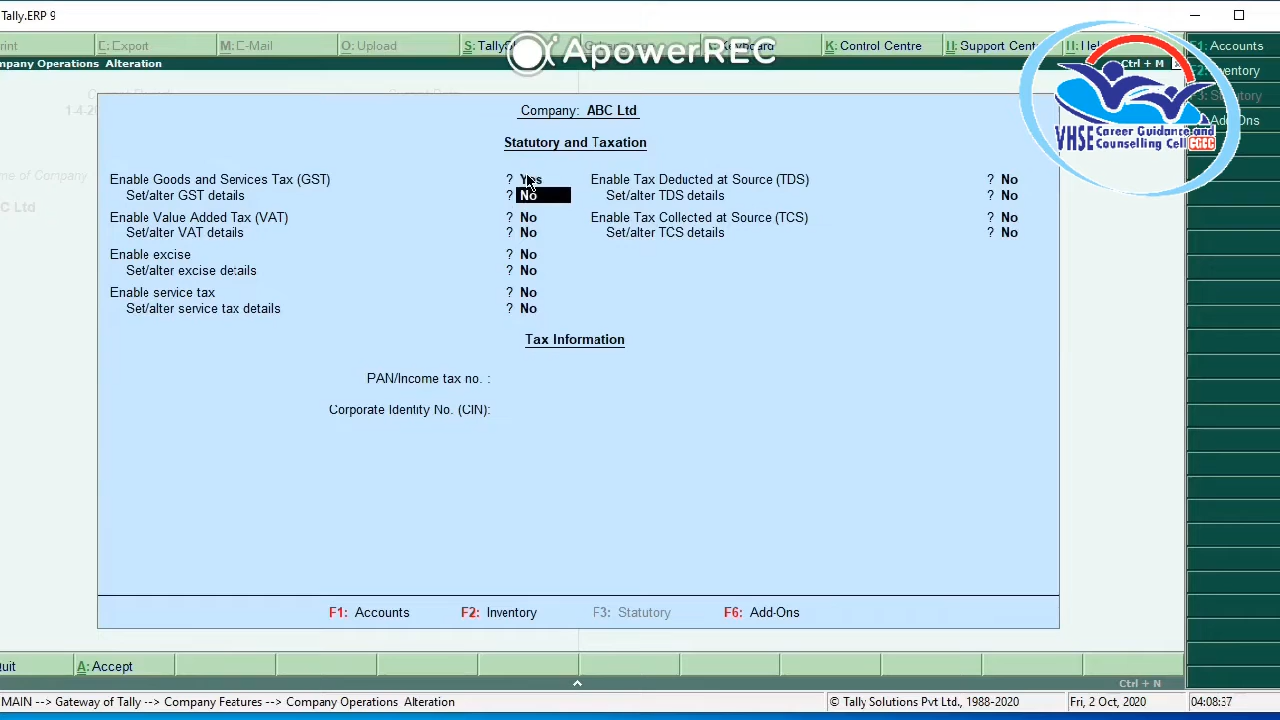 Tally.ERP 9
E: Export
M: E-Mail
O: Upload
ApowerREC
K: Control Centre
Accounts
mpany Operations Alteration
Ctrl + M
Company: ABC Ltd
Statutory and Taxation
VHSE Career Guidance and
Counselling Cell CGCC
Enable Goods and Services Tax (GST) ? Yes
Set/alter GST details ? No
Enable Value Added Tax (VAT) ? No
Set/alter VAT details ? No
Enable excise ? No
Set/alter excise details ? No
Enable service tax ? No
Set/alter service tax details ? No
Enable Tax Deducted at Source (TDS) ? No
Set/alter TDS details ? No
Enable Tax Collected at Source (TCS) ? No
Set/alter TCS details ? No
Tax Information
PAN/Income tax no. :
Corporate Identity No. (CIN):
F1: Accounts F2: Inventory F3: Statutory F6: Add-Ons
A: Accept
Ctrl + N
MAIN --> Gateway of Tally --> Company Features --> Company Operations Alteration
© Tally Solutions Pvt Ltd., 1988-2020
Fri, 2 Oct, 2020
04:08:37